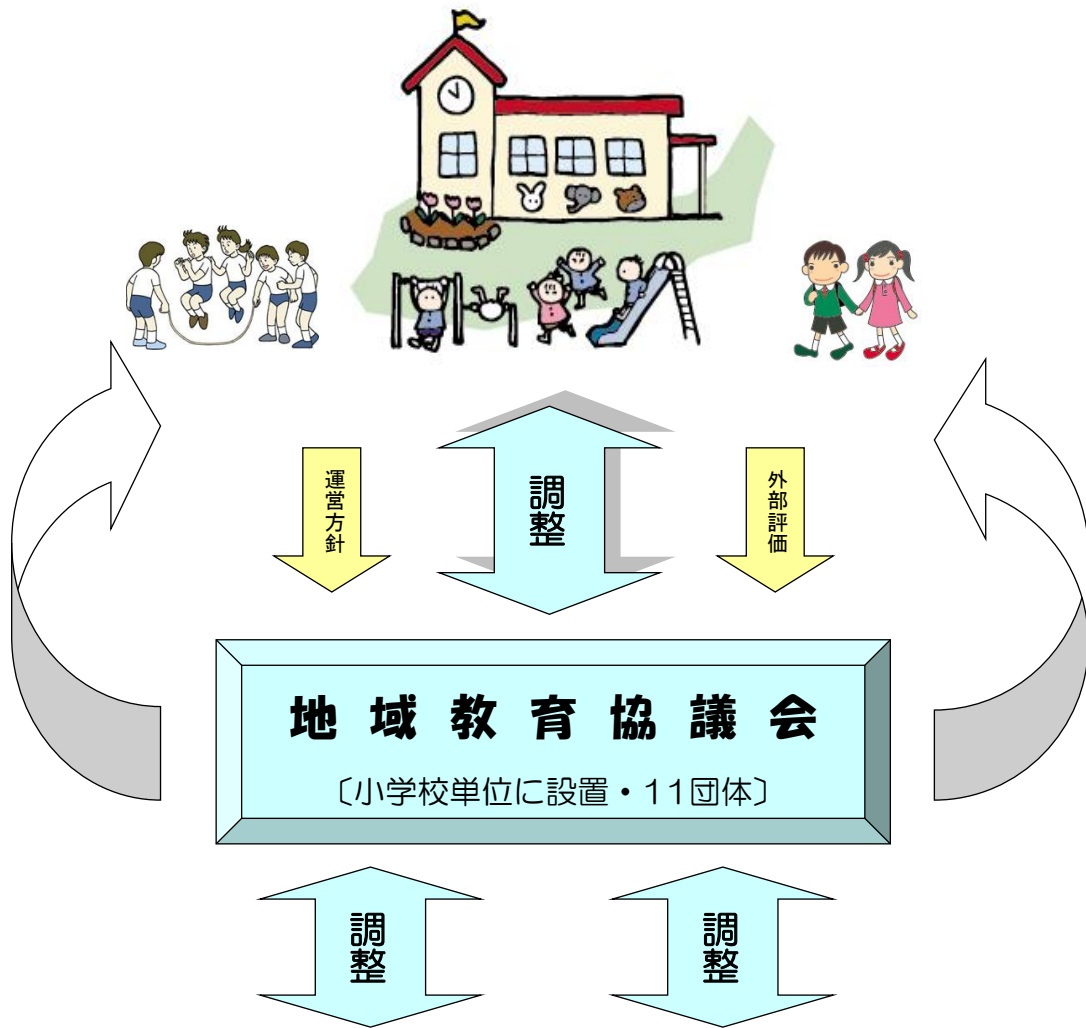 運営方針
調整
外部評価
地域教育協議会
〔小学校単位に設置・11団体〕
調整
調整